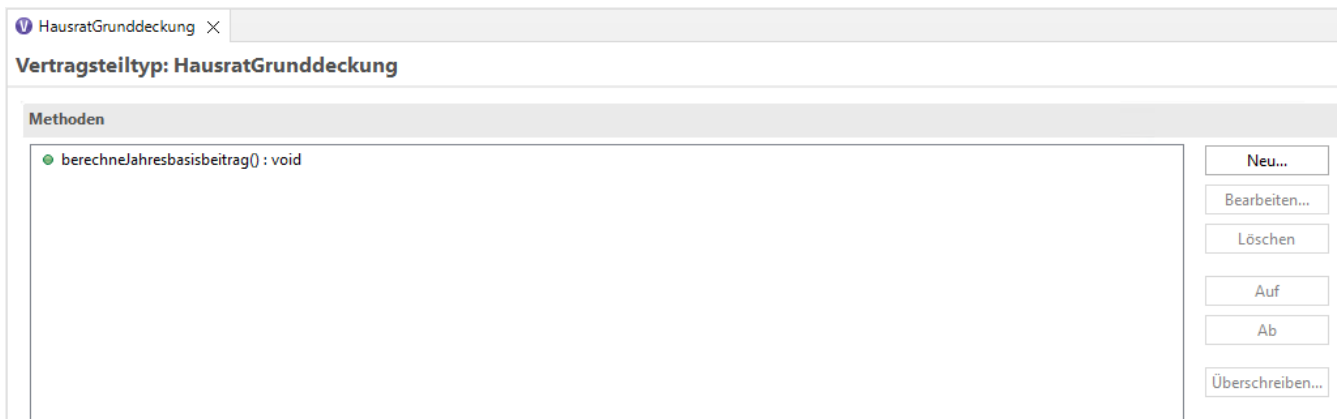 HausratGrunddeckung
Vertragsteiltyp: HausratGrunddeckung
Methoden
berechneJahresbasisbeitrag() : void
Neu...
Bearbeiten...
Löschen
Auf
Ab
Überschreiben...